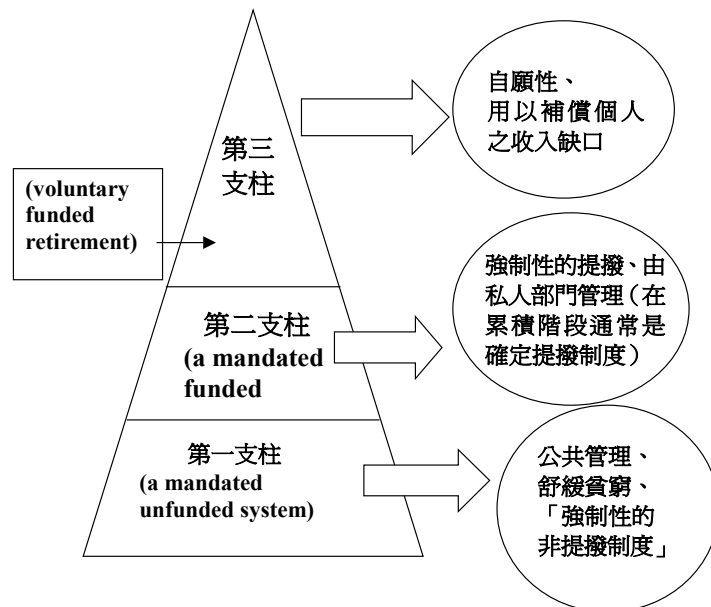 自願性、
用以補償個人
之收入缺口
第三
支柱
(voluntary
funded
retirement)
強制性的提撥、由
私人部門管理（在
累積階段通常是
確定提撥制度）
第二支柱
(a mandated
funded
第一支柱
(a mandated
unfunded system)
公共管理、
舒緩貧窮、
「強制性的
非提撥制度」